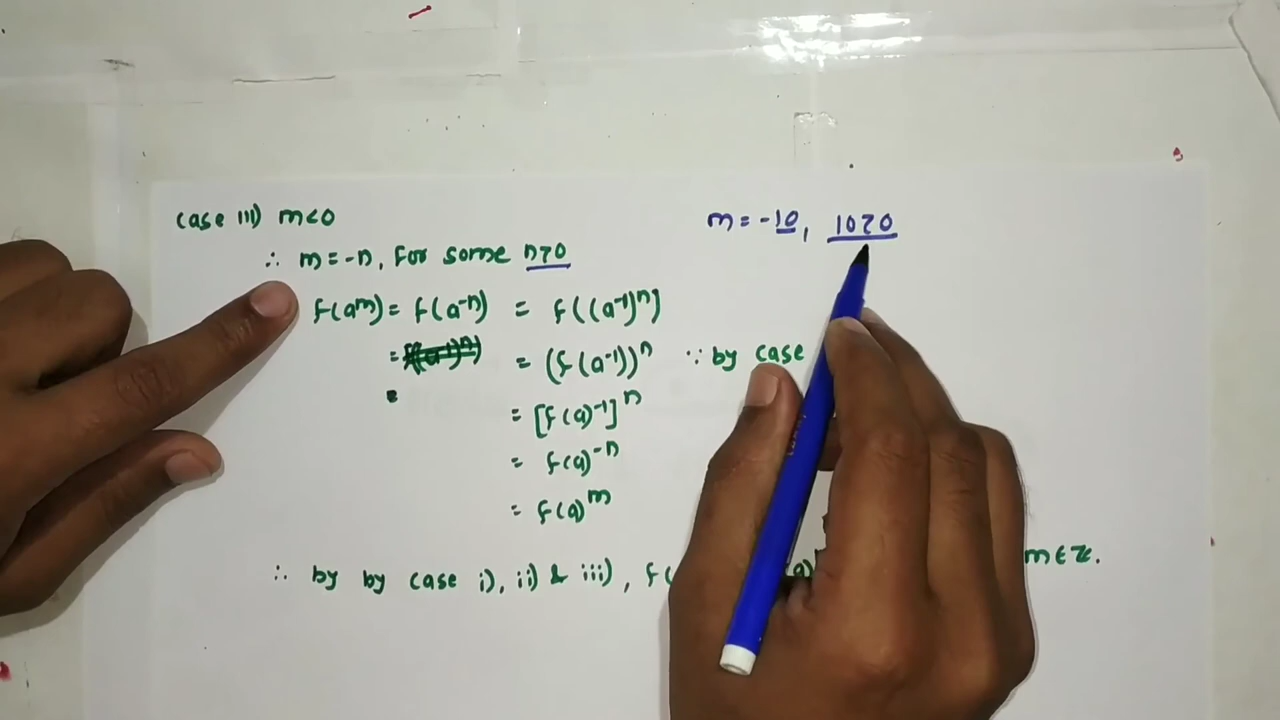 Case III) m<0
m = -10, 10>0
∴ m = -n, for some n>0
f(a^m) = f(a^-n) = f((a^-1)^n)
= (f(a^-1))^n ∵ by case
=
= [f(a)^-1]^n
= f(a)^-n
= f(a)^m
∴ by by case i), ii) & iii), m∈ℤ.